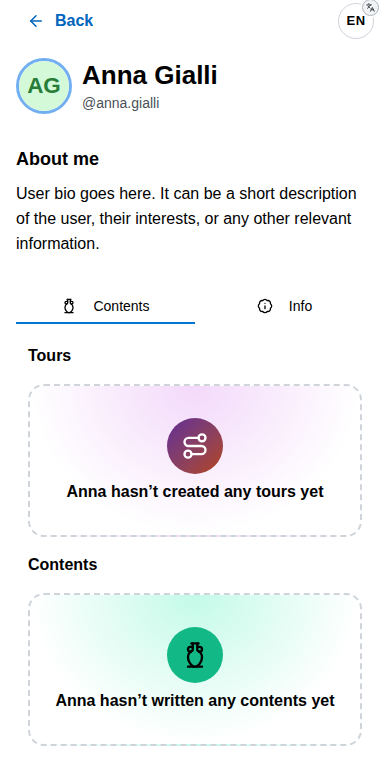 Back
EN
AG
Anna Gialli
@anna.gialli
About me
User bio goes here. It can be a short description
of the user, their interests, or any other relevant
information.
Contents
Info
Tours
Anna hasn’t created any tours yet
Contents
Anna hasn’t written any contents yet